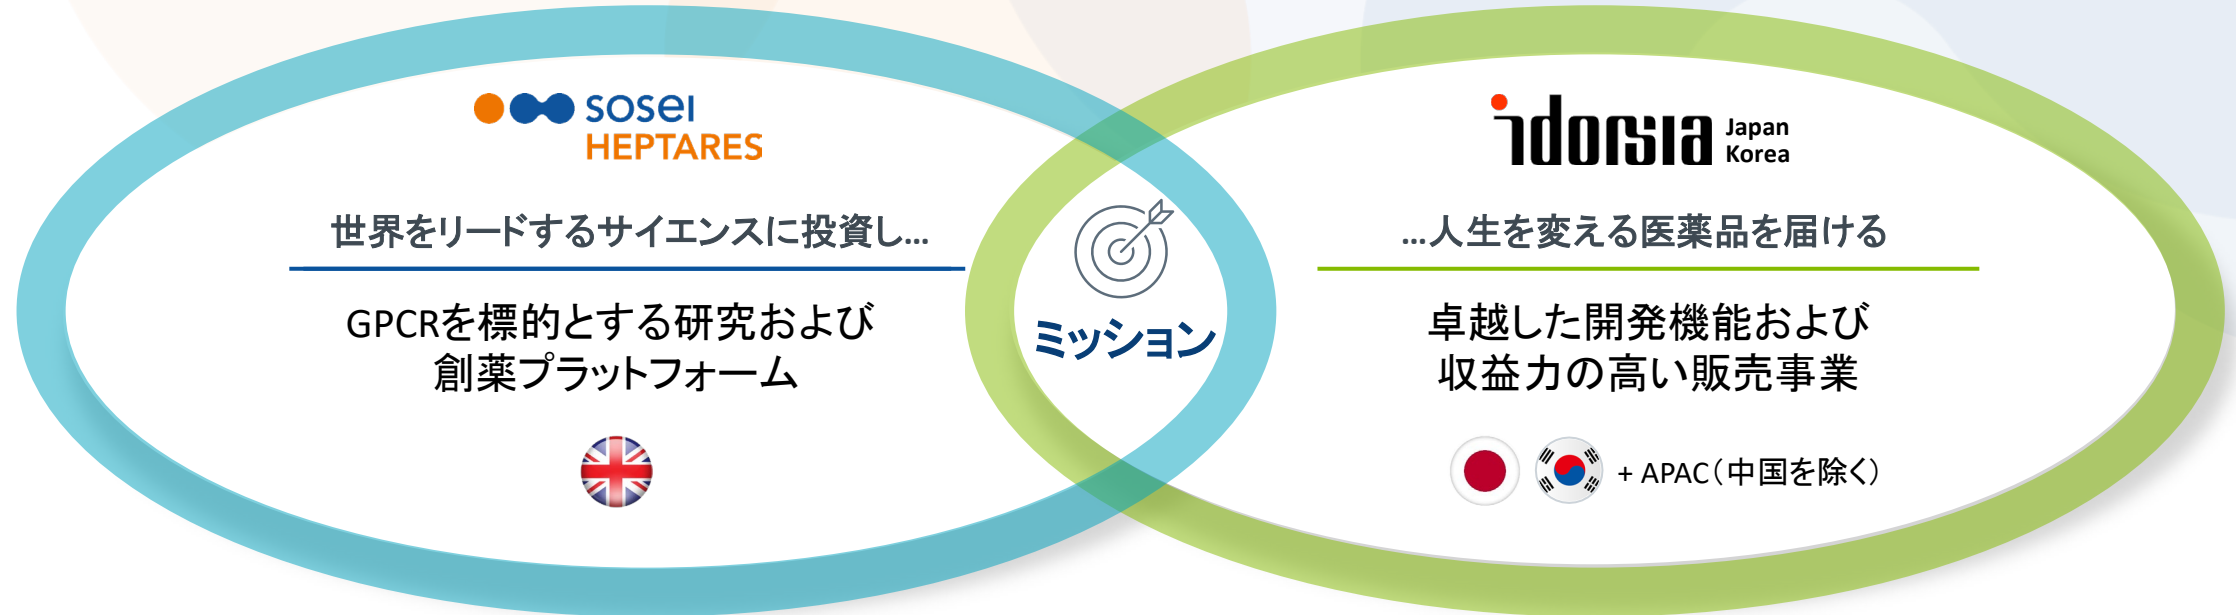 sosei
HEPTARES
世界をリードするサイエンスに投資し…
GPCRを標的とする研究および
創薬プラットフォーム
ミッション
idorsia Japan
Korea
…人生を変える医薬品を届ける
卓越した開発機能および
収益力の高い販売事業
+ APAC（中国を除く）